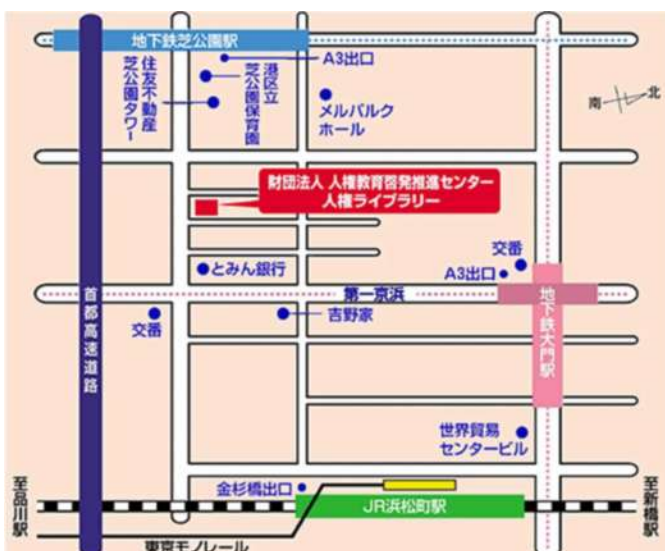 地下鉄芝公園駅
A3出口
住友不動産
芝公園タワー
港区立
芝公園保育園
メルパルク
ホール
南
北
財団法人 人権教育啓発推進センター
人権ライブラリー
とみん銀行
交番
A3出口
首都高速道路
第一京浜
地下鉄大門駅
交番
吉野家
世界貿易
センタービル
至品川駅
金杉橋出口
JR浜松町駅
至新橋駅
東京モノレール